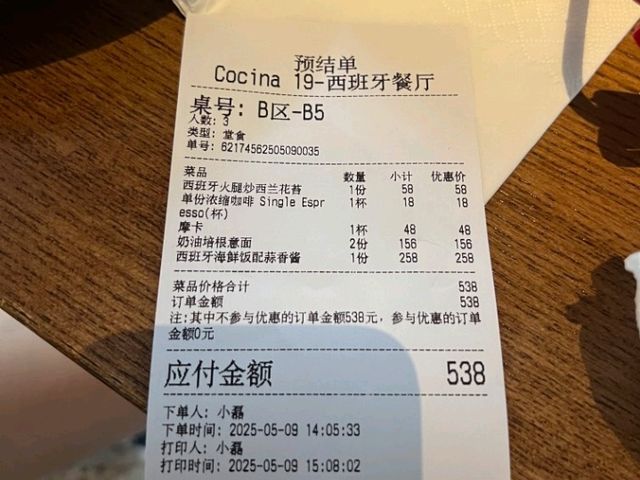 预结单
Cocina 19-西班牙餐厅
桌号: B区-B5
人数: 3
类型: 堂食
单号: 62174562505090035
菜品 数量 小计 优惠价
西班牙火腿炒西兰花苔 1份 58 58
单份浓缩咖啡 Single Espr 1杯 18 18
esso(杯)
摩卡 1杯 48 48
奶油培根意面 2份 156 156
西班牙海鲜饭配蒜香酱 1份 258 258
菜品价格合计 538
订单金额 538
注:其中不参与优惠的订单金额538元, 参与优惠的订单
金额0元
应付金额 538
下单人: 小磊
下单时间: 2025-05-09 14:05:33
打印人: 小磊
打印时间: 2025-05-09 15:08:02